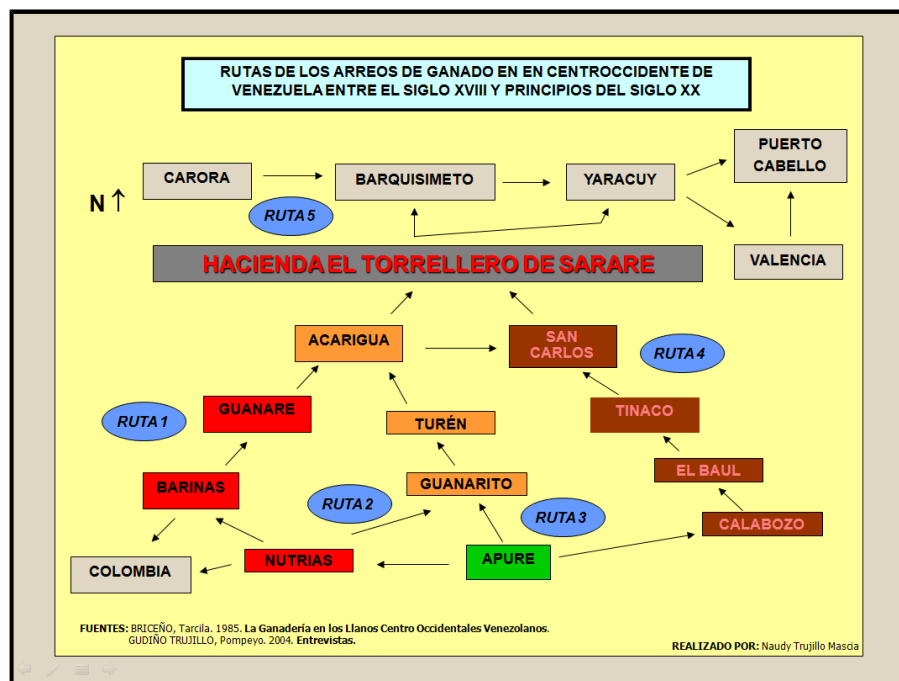 RUTAS DE LOS ARREOS DE GANADO EN EN CENTROCCIDENTE DE
VENEZUELA ENTRE EL SIGLO XVIII Y PRINCIPIOS DEL SIGLO XX
PUERTO
CABELLO
CARORA
BARQUISIMETO
YARACUY
N
RUTA 5
HACIENDA EL TORRELLERO DE SARARE
VALENCIA
ACARIGUA
SAN
CARLOS
RUTA 4
GUANARE
RUTA 1
TURÉN
TINACO
BARINAS
GUANARITO
EL BAUL
RUTA 2
RUTA 3
CALABOZO
COLOMBIA
NUTRIAS
APURE
FUENTES: BRICEÑO, Tarcila. 1985. La Ganadería en los Llanos Centro Occidentales Venezolanos.
GUDIÑO TRUJILLO, Pompeyo. 2004. Entrevistas.
REALIZADO POR: Naudy Trujillo Mascia